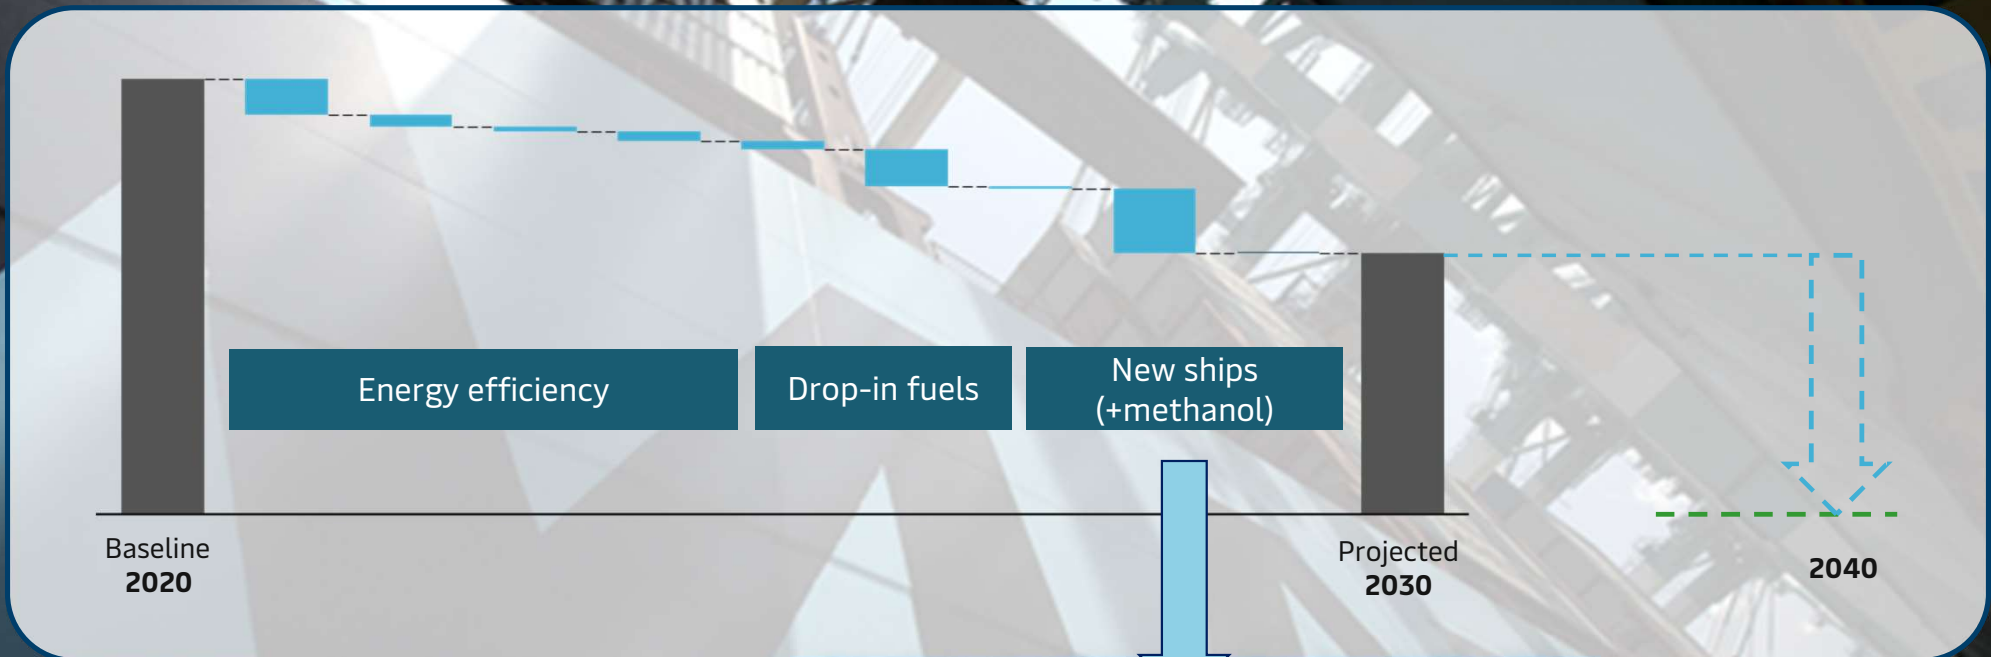 Energy efficiency
Drop-in fuels
New ships
(+methanol)
Baseline
2020
Projected
2030
2040